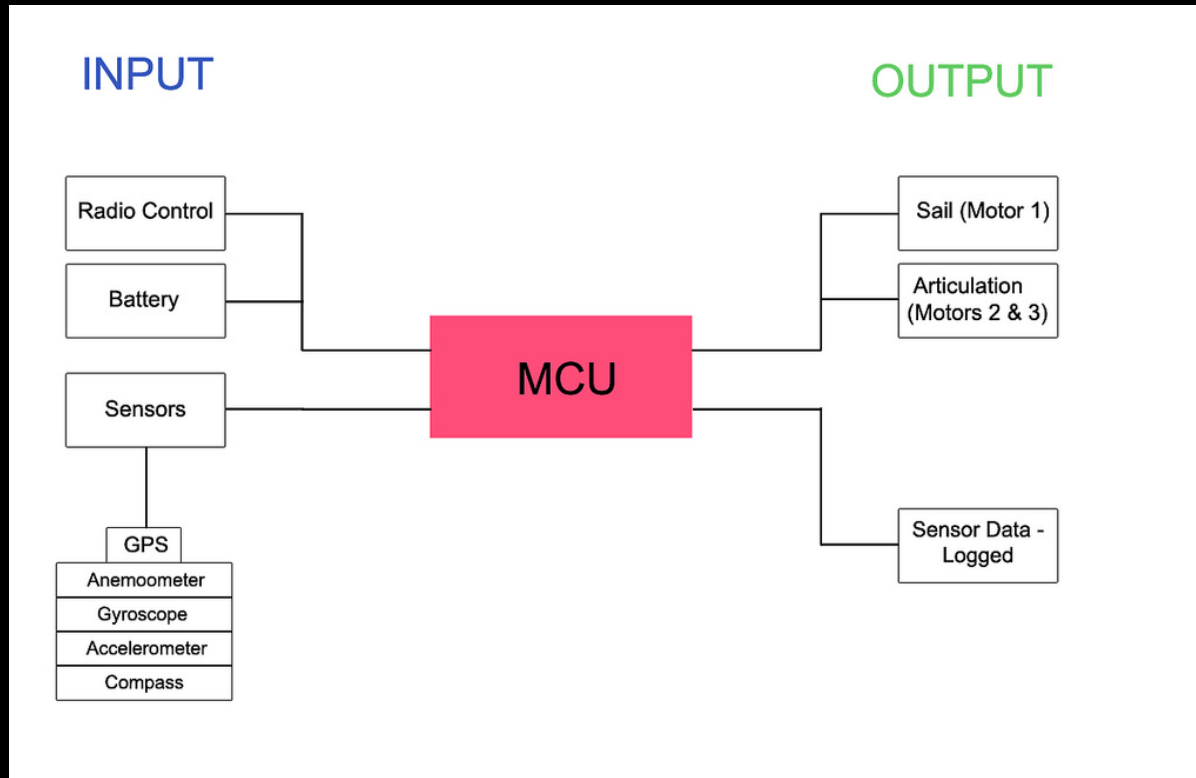 INPUT
OUTPUT
Radio Control
Battery
Sensors
GPS
Anemoometer
Gyroscope
Accelerometer
Compass
MCU
Sail (Motor 1)
Articulation
(Motors 2 & 3)
Sensor Data -
Logged